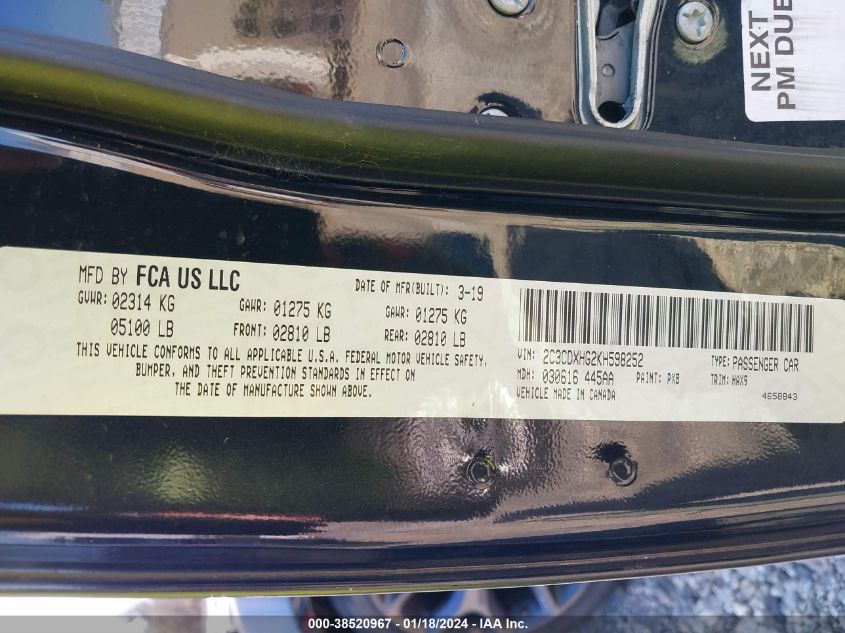 NEXT
PM DUE
MFD BY FCA US LLC
DATE OF MFR(BUILT): 3-19
GVWR: 02314 KG
GAWR: 01275 KG
GAWR: 01275 KG
05100 LB
FRONT: 02810 LB
REAR: 02810 LB
THIS VEHICLE CONFORMS TO ALL APPLICABLE U.S.A. FEDERAL MOTOR VEHICLE SAFETY,
BUMPER, AND THEFT PREVENTION STANDARDS IN EFFECT ON
THE DATE OF MANUFACTURE SHOWN ABOVE.
VIN: 2C3CDXHG2KH598252
TYPE: PASSENGER CAR
MDH: 030616 445AA
PAINT: PX8
TRIM: HAX9
VEHICLE MADE IN CANADA
4658843
000-38520967 - 01/18/2024 - IAA Inc.